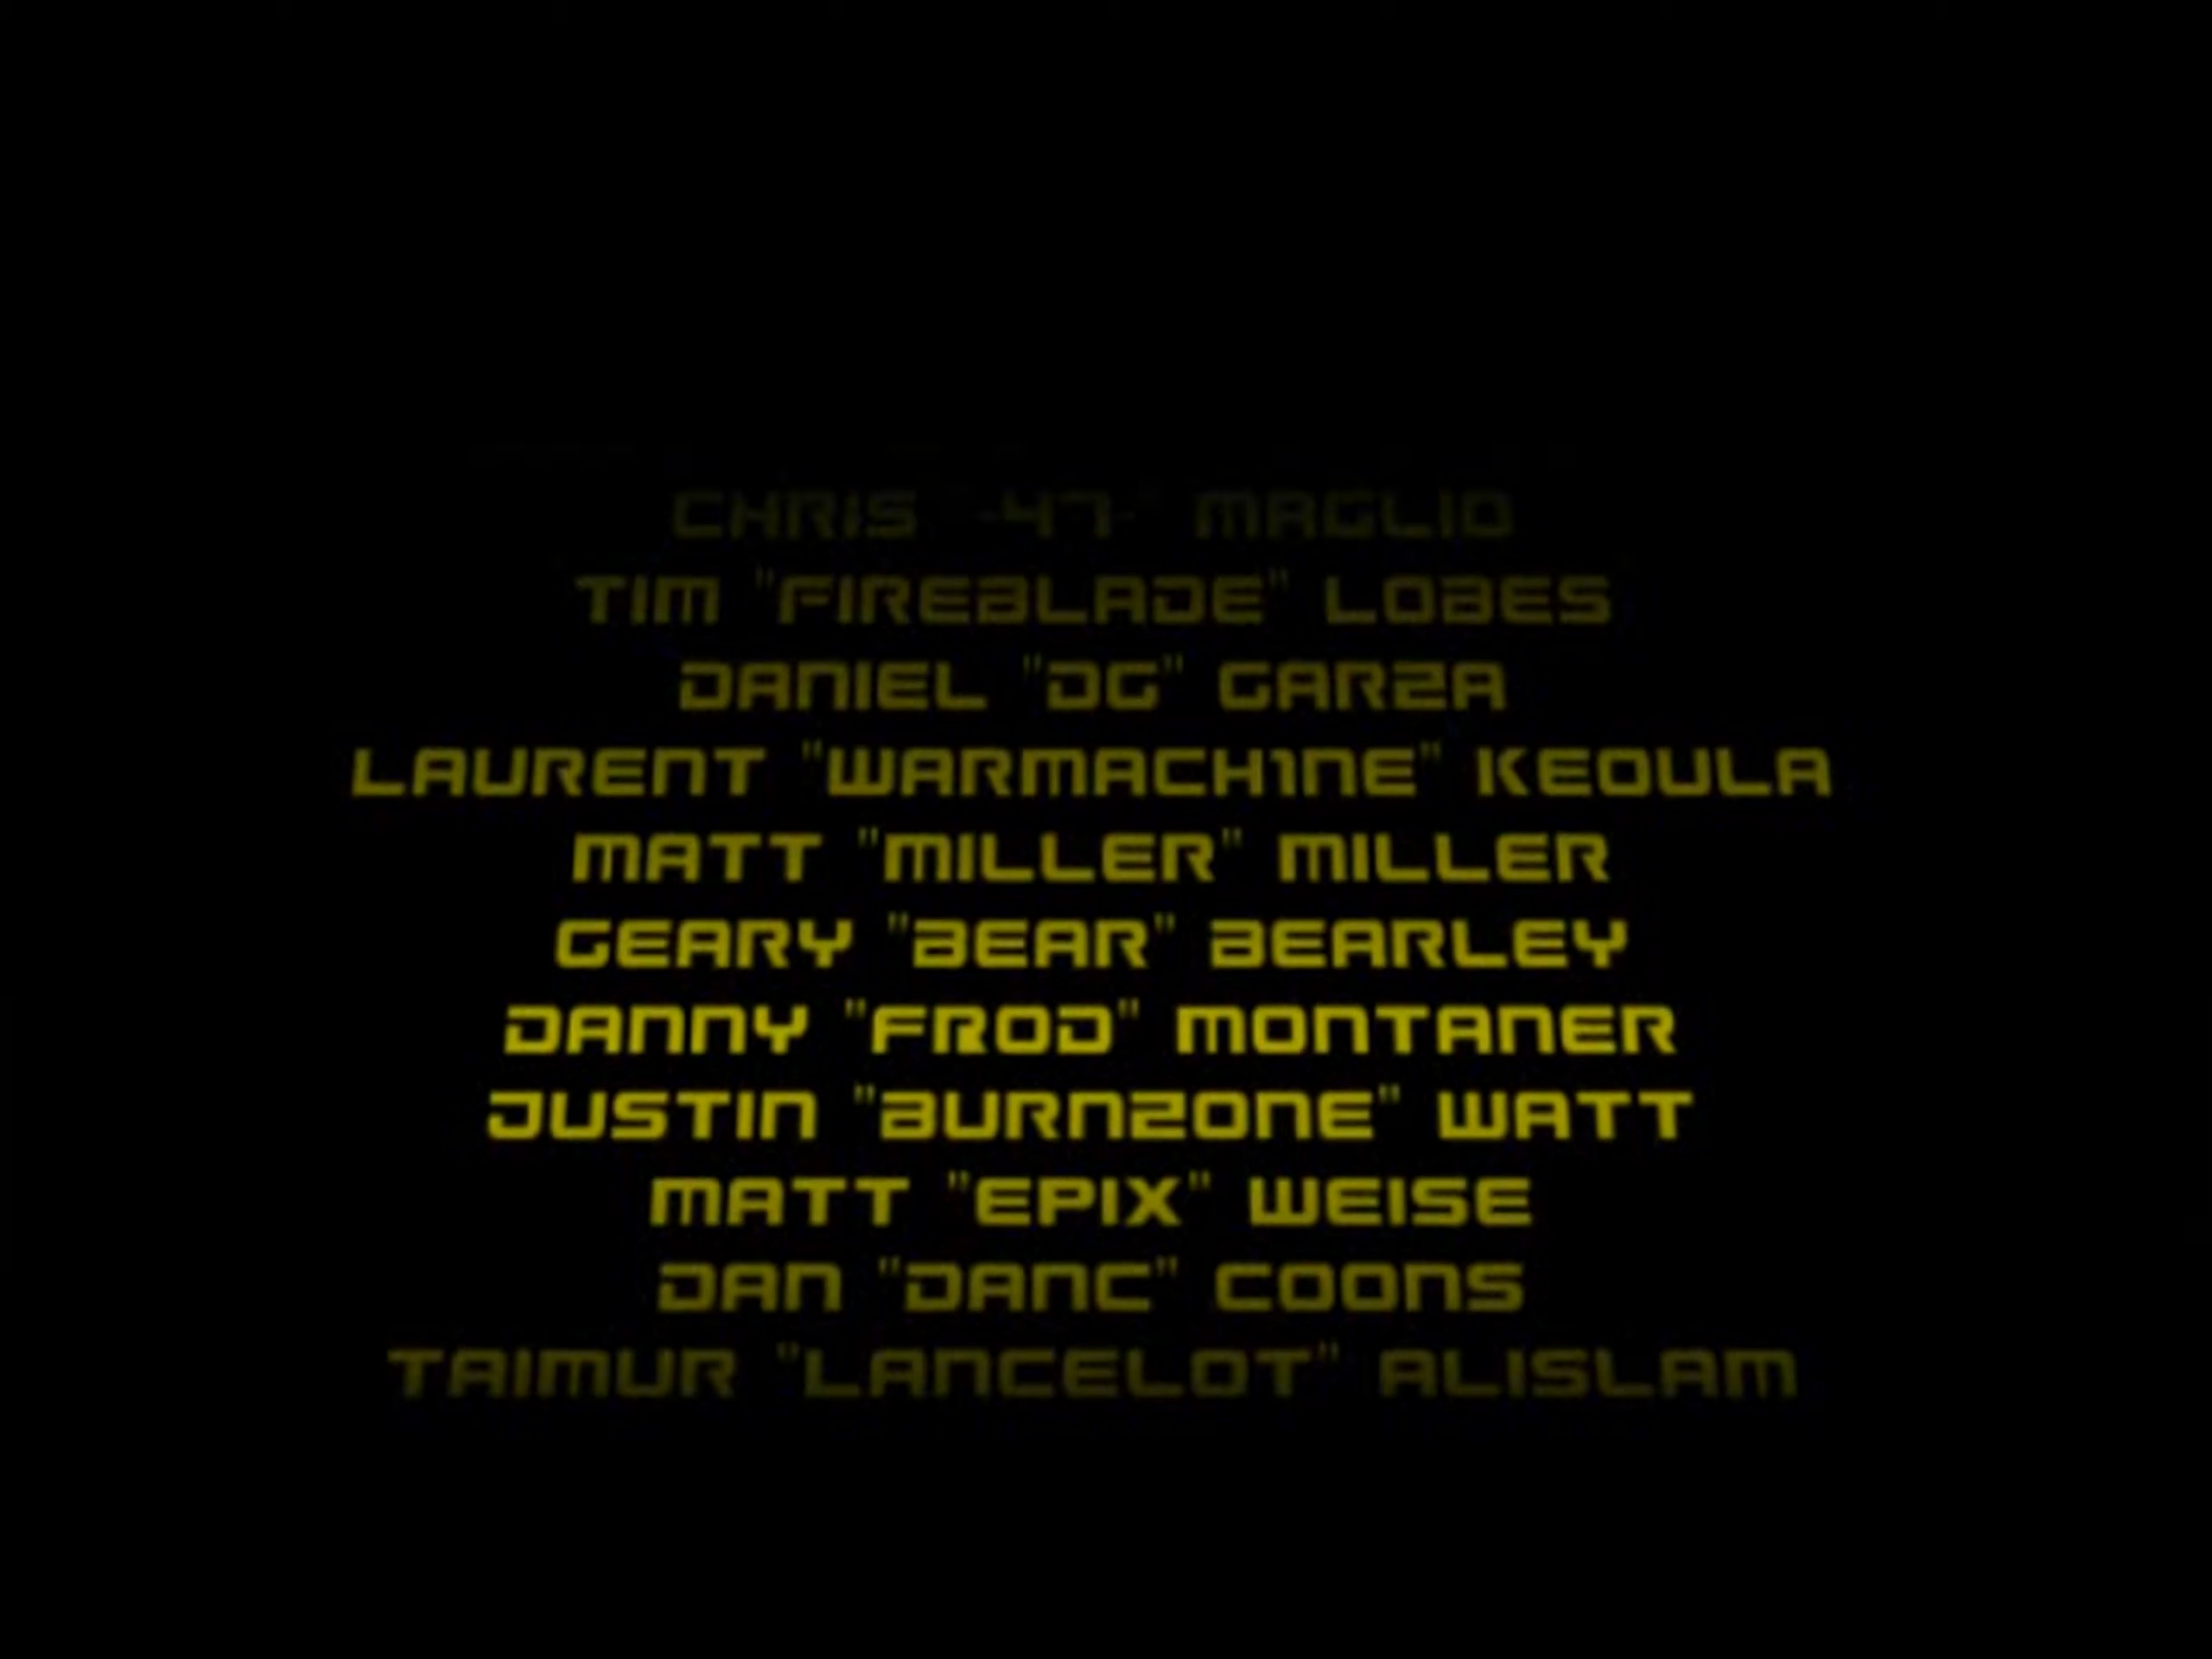 CHRIS "-47-" MAGLIO
TIM "FIREBLADE" LOBES
DANIEL "DG" GARZA
LAURENT "WARMACH1NE" KEOULA
MATT "MILLER" MILLER
GEARY "BEAR" BEARLEY
DANNY "FROD" MONTANER
JUSTIN "BURNZONE" WATT
MATT "EPIX" WEISE
DAN "DANC" COONS
TAIMUR "LANCELOT" ALISLAM